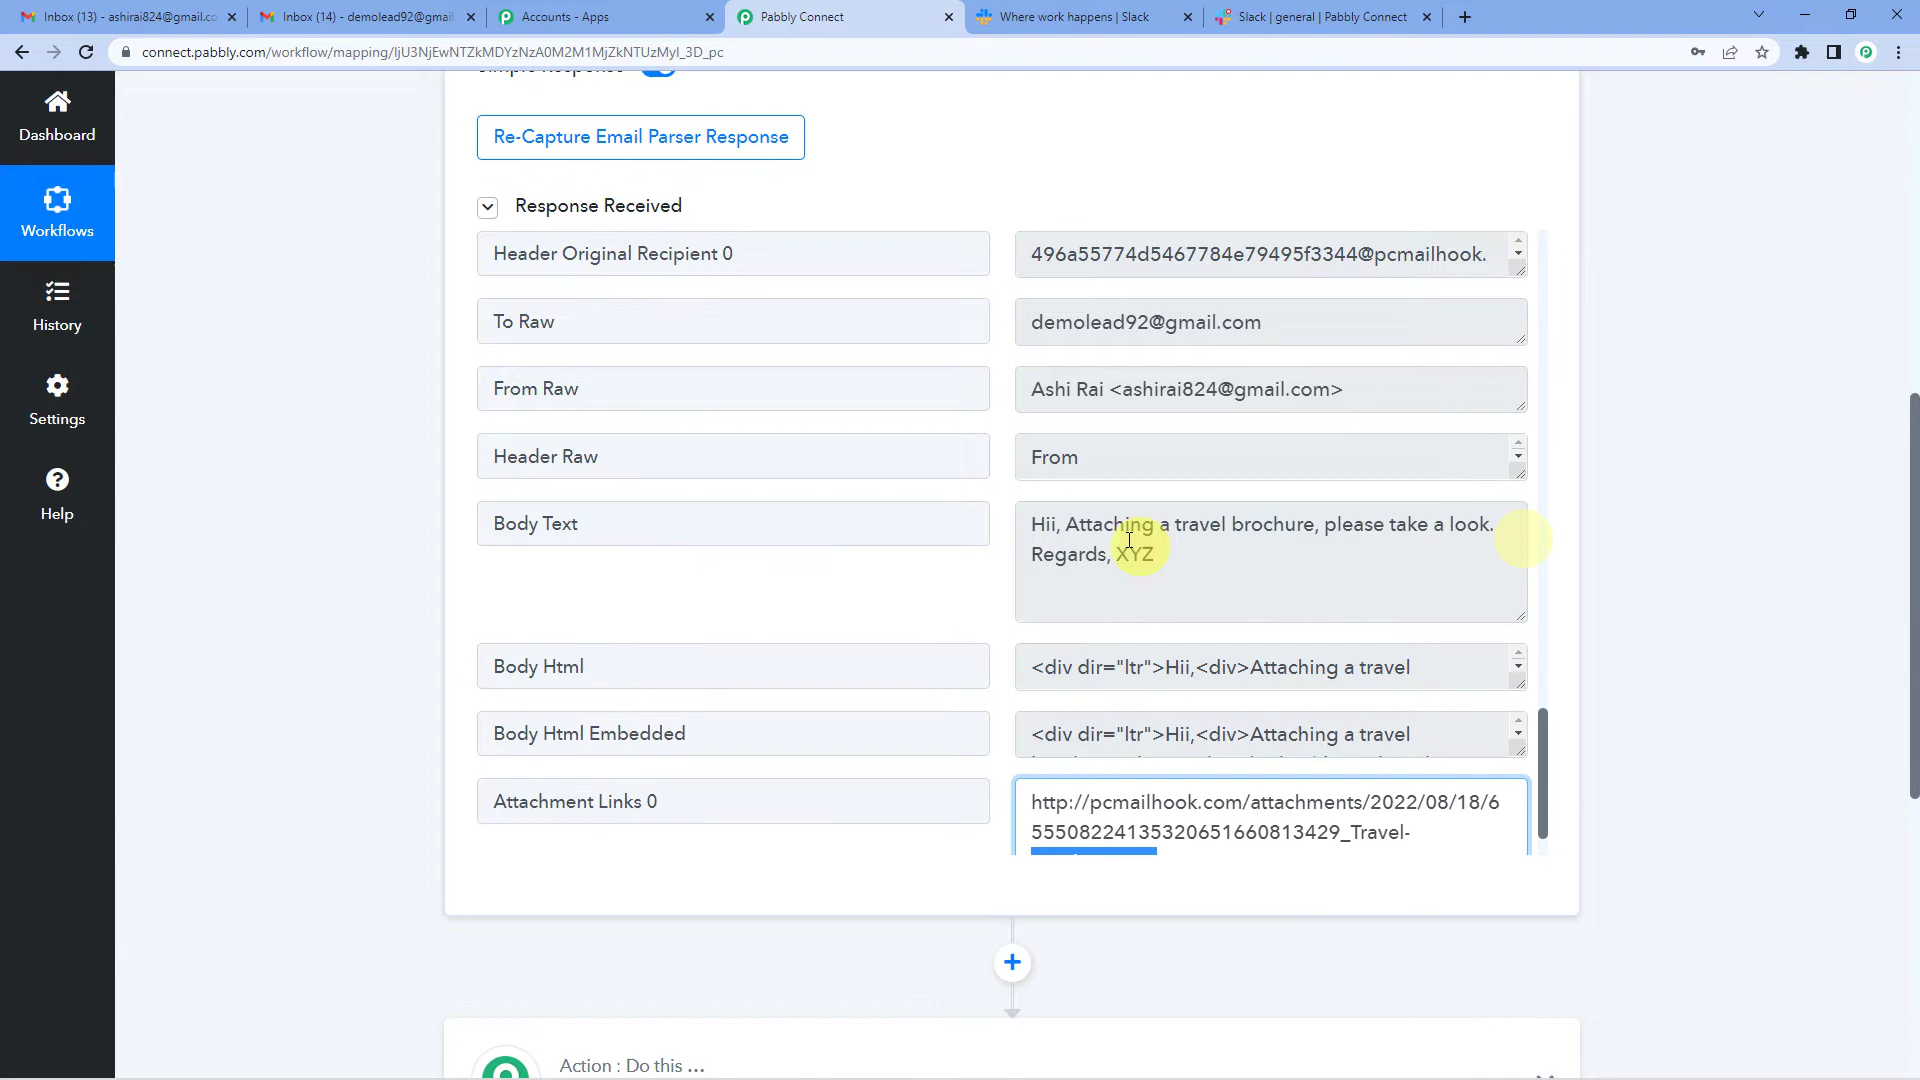 Inbox (13) - ashirai824@gmail.co
Inbox (14) - demolead92@gmail.
Accounts - Apps
Pabbly Connect
Where work happens | Slack
Slack | general | Pabbly Connect
connect.pabbly.com/workflow/mapping/
Dashboard
Workflows
History
Settings
Help
Re-Capture Email Parser Response
Response Received
Header Original Recipient 0
496a55774d5467784e79495f3344@pcmailhook.
To Raw
demolead92@gmail.com
From Raw
Ashi Rai <ashirai824@gmail.com>
Header Raw
From
Body Text
Hii, Attaching a travel brochure, please take a look.
Regards, XYZ
Body Html
<div dir="ltr">Hii,<div>Attaching a travel
Body Html Embedded
<div dir="ltr">Hii,<div>Attaching a travel
Attachment Links 0
http://pcmailhook.com/attachments/2022/08/18/6
55508224135320651660813429_Travel-
Action : Do this ...